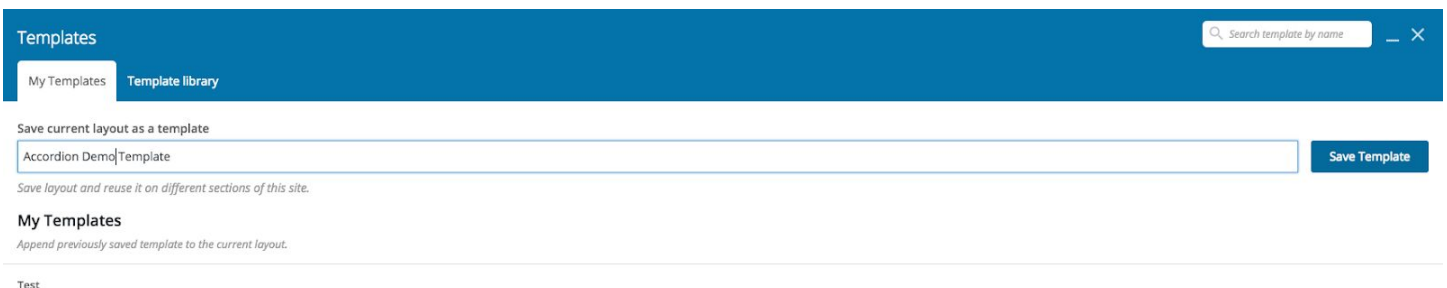 Templates
Search template by name
My Templates
Template library
Save current layout as a template
Accordion Demo Template
Save Template
Save layout and reuse it on different sections of this site.
My Templates
Append previously saved template to the current layout.
Test